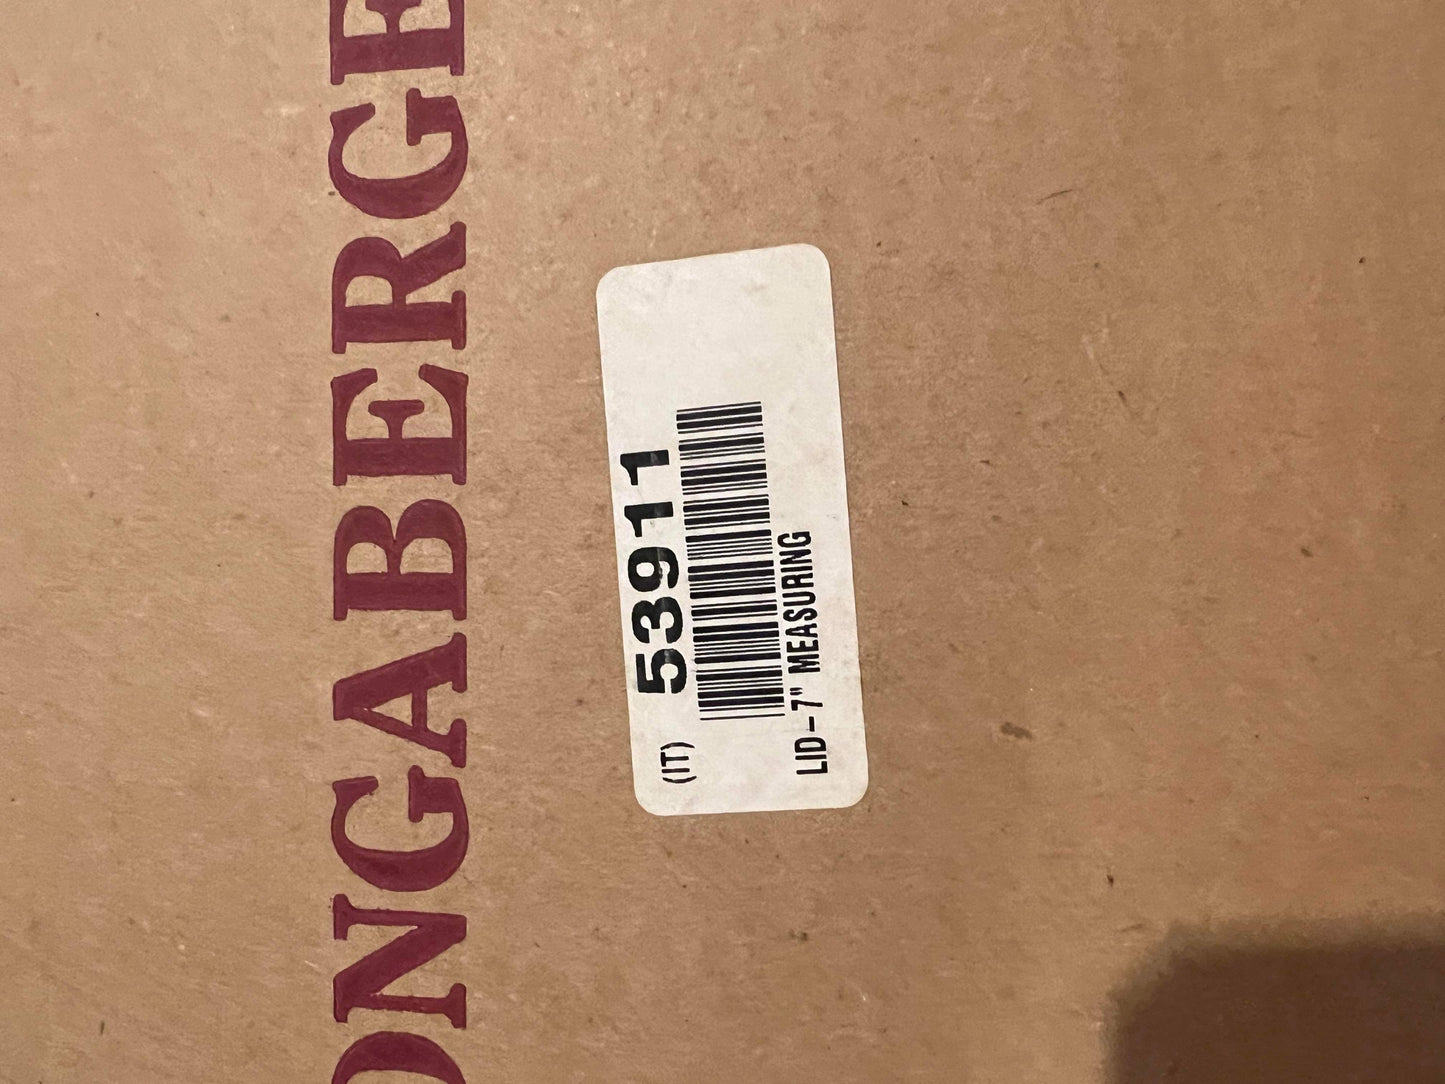 ONGABERGE
(IT) 53911
LID-7" MEASURING